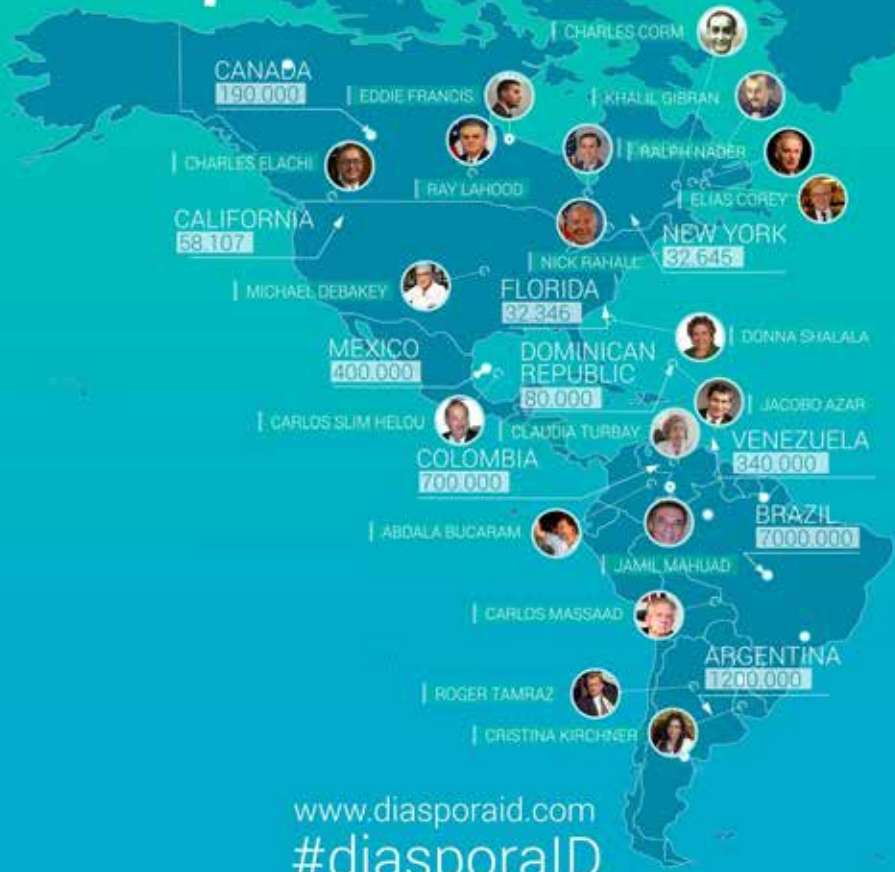 CHARLES CORM
CANADA
190.000
EDDIE FRANCIS
KHALIL GIBRAN
CHARLES ELACHI
RALPH NADER
RAY LAHOOD
ELIAS COREY
CALIFORNIA
58.107
NEW YORK
32.645
NICK RAHALL
MICHAEL DEBAKEY
FLORIDA
32.346
DONNA SHALALA
MEXICO
400.000
DOMINICAN
REPUBLIC
80.000
JACOBO AZAR
CARLOS SLIM HELOU
CLAUDIA TURBAY
VENEZUELA
340.000
COLOMBIA
700.000
BRAZIL
7000.000
ABDALA BUCARAM
JAMIL MAHUAD
CARLOS MASSAAD
ARGENTINA
1200.000
ROGER TAMRAZ
CRISTINA KIRCHNER
www.diasporaid.com
#diasporaID